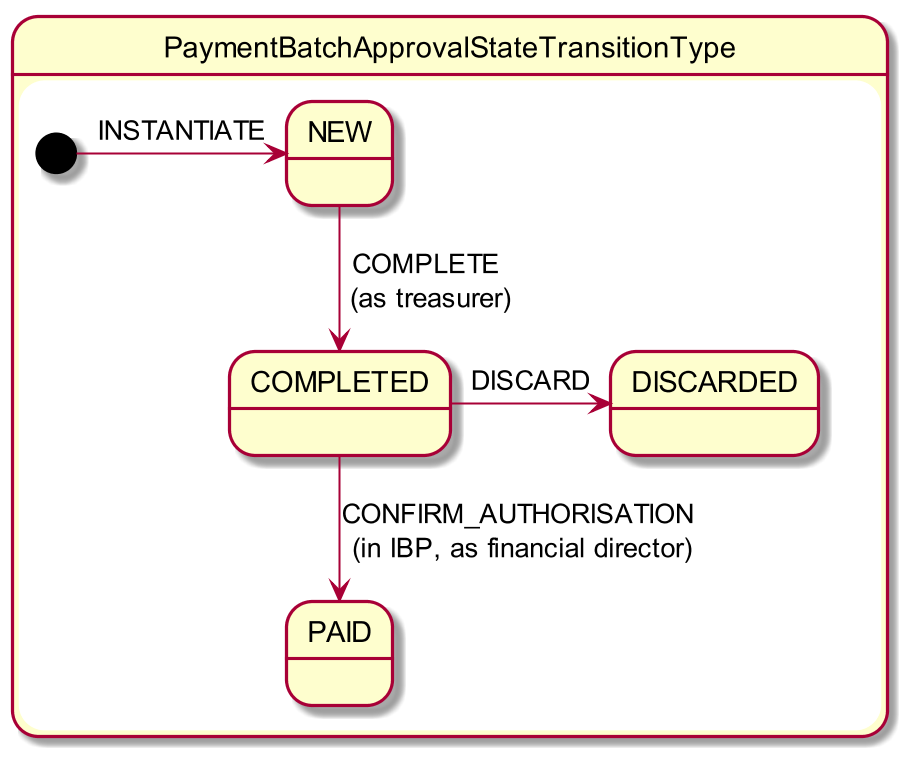 PaymentBatchApprovalStateTransitionType
INSTANTIATE
NEW
COMPLETE
(as treasurer)
COMPLETED
DISCARD
DISCARDED
CONFIRM_AUTHORISATION
(in IBP, as financial director)
PAID